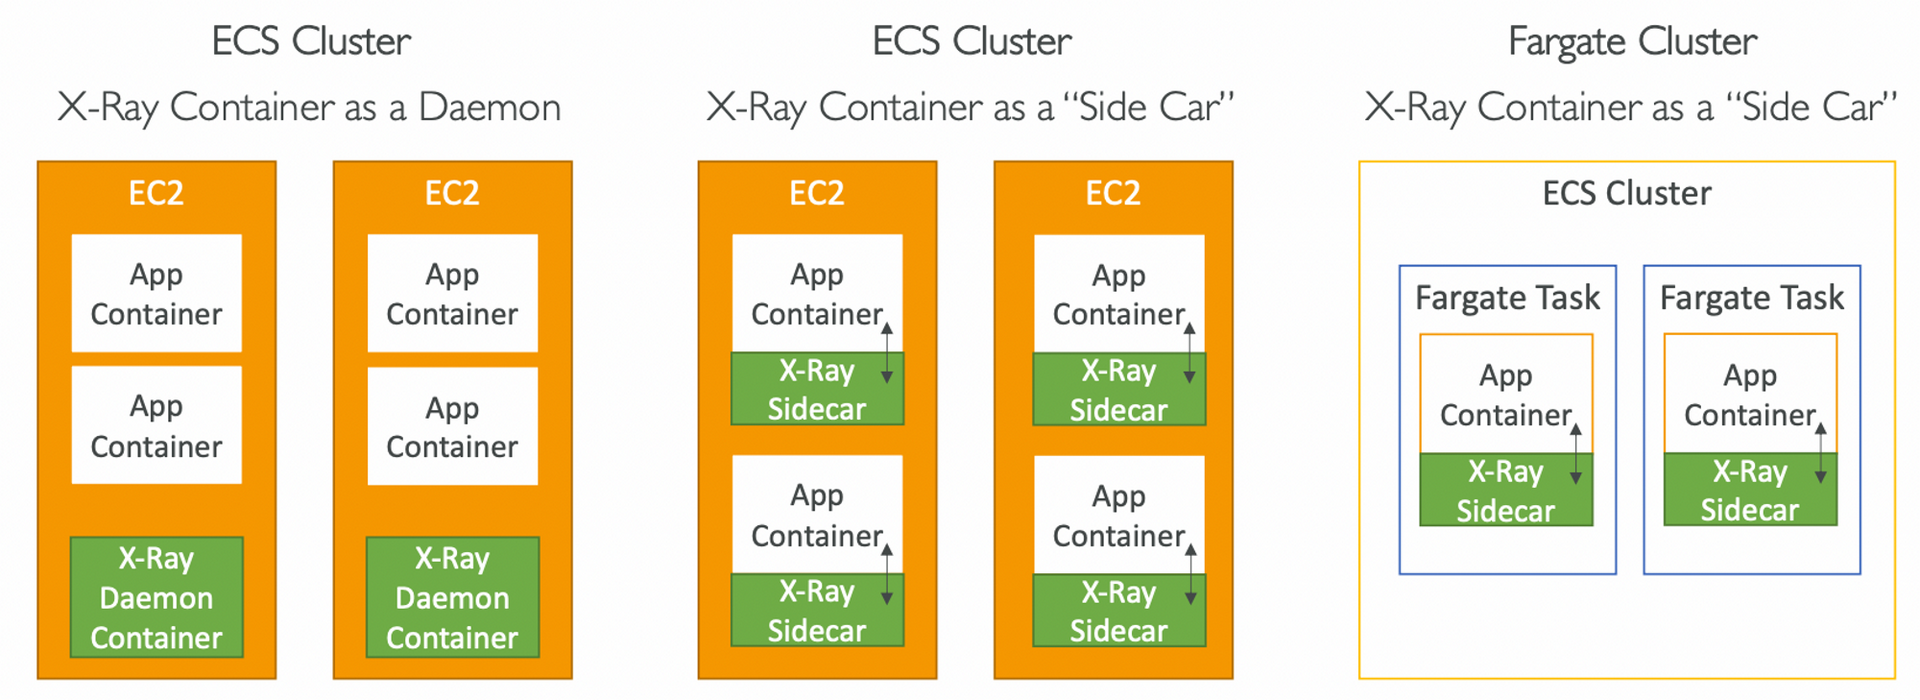 ECS Cluster
X-Ray Container as a Daemon
EC2
App
Container
App
Container
X-Ray
Daemon
Container
EC2
App
Container
App
Container
X-Ray
Daemon
Container
ECS Cluster
X-Ray Container as a “Side Car”
EC2
App
Container
X-Ray
Sidecar
App
Container
X-Ray
Sidecar
EC2
App
Container
X-Ray
Sidecar
App
Container
X-Ray
Sidecar
Fargate Cluster
X-Ray Container as a “Side Car”
ECS Cluster
Fargate Task
App
Container
X-Ray
Sidecar
Fargate Task
App
Container
X-Ray
Sidecar